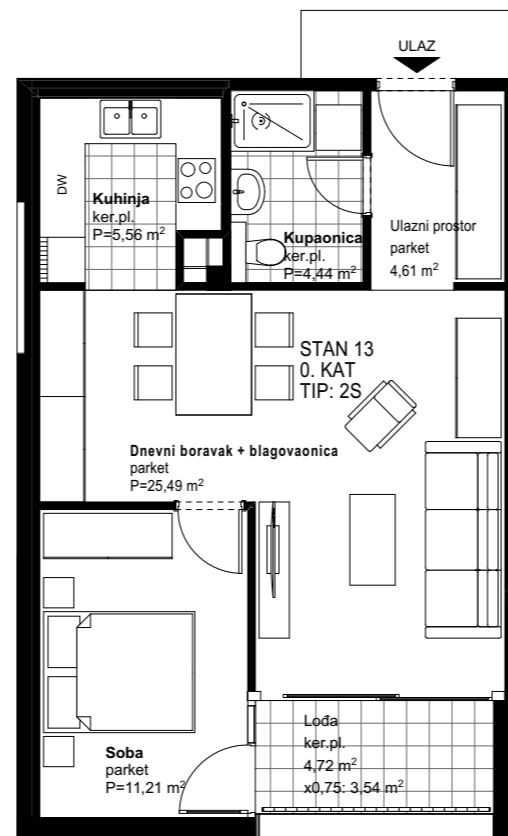 ULAZ
DW
Kuhinja
ker.pl.
P=5,56 m²
Kupaonica
ker.pl.
P=4,44 m²
Ulazni prostor
parket
4,61 m²
STAN 13
0. KAT
TIP: 2S
Dnevni boravak + blagovaonica
parket
P=25,49 m²
Soba
parket
P=11,21 m²
Lođa
ker.pl.
4,72 m²
x0,75: 3,54 m²